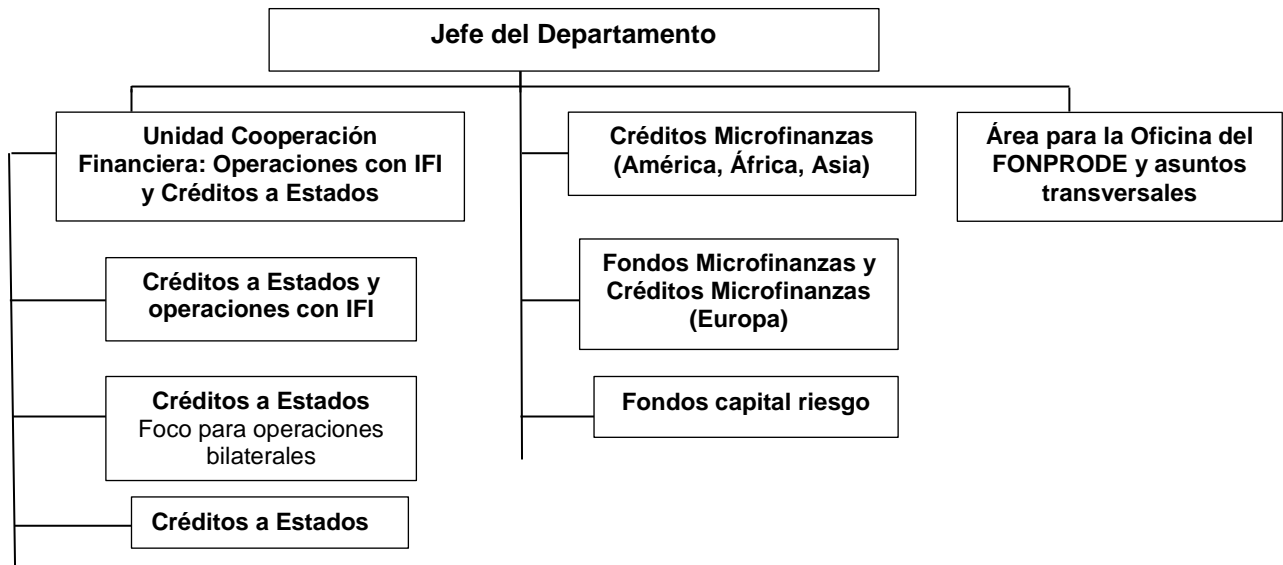 Jefe del Departamento
Unidad Cooperación
Financiera: Operaciones con IFI
y Créditos a Estados
Créditos a Estados y
operaciones con IFI
Créditos a Estados
Foco para operaciones
bilaterales
Créditos a Estados
Créditos Microfinanzas
(América, África, Asia)
Fondos Microfinanzas y
Créditos Microfinanzas
(Europa)
Fondos capital riesgo
Área para la Oficina del
FONPRODE y asuntos
transversales